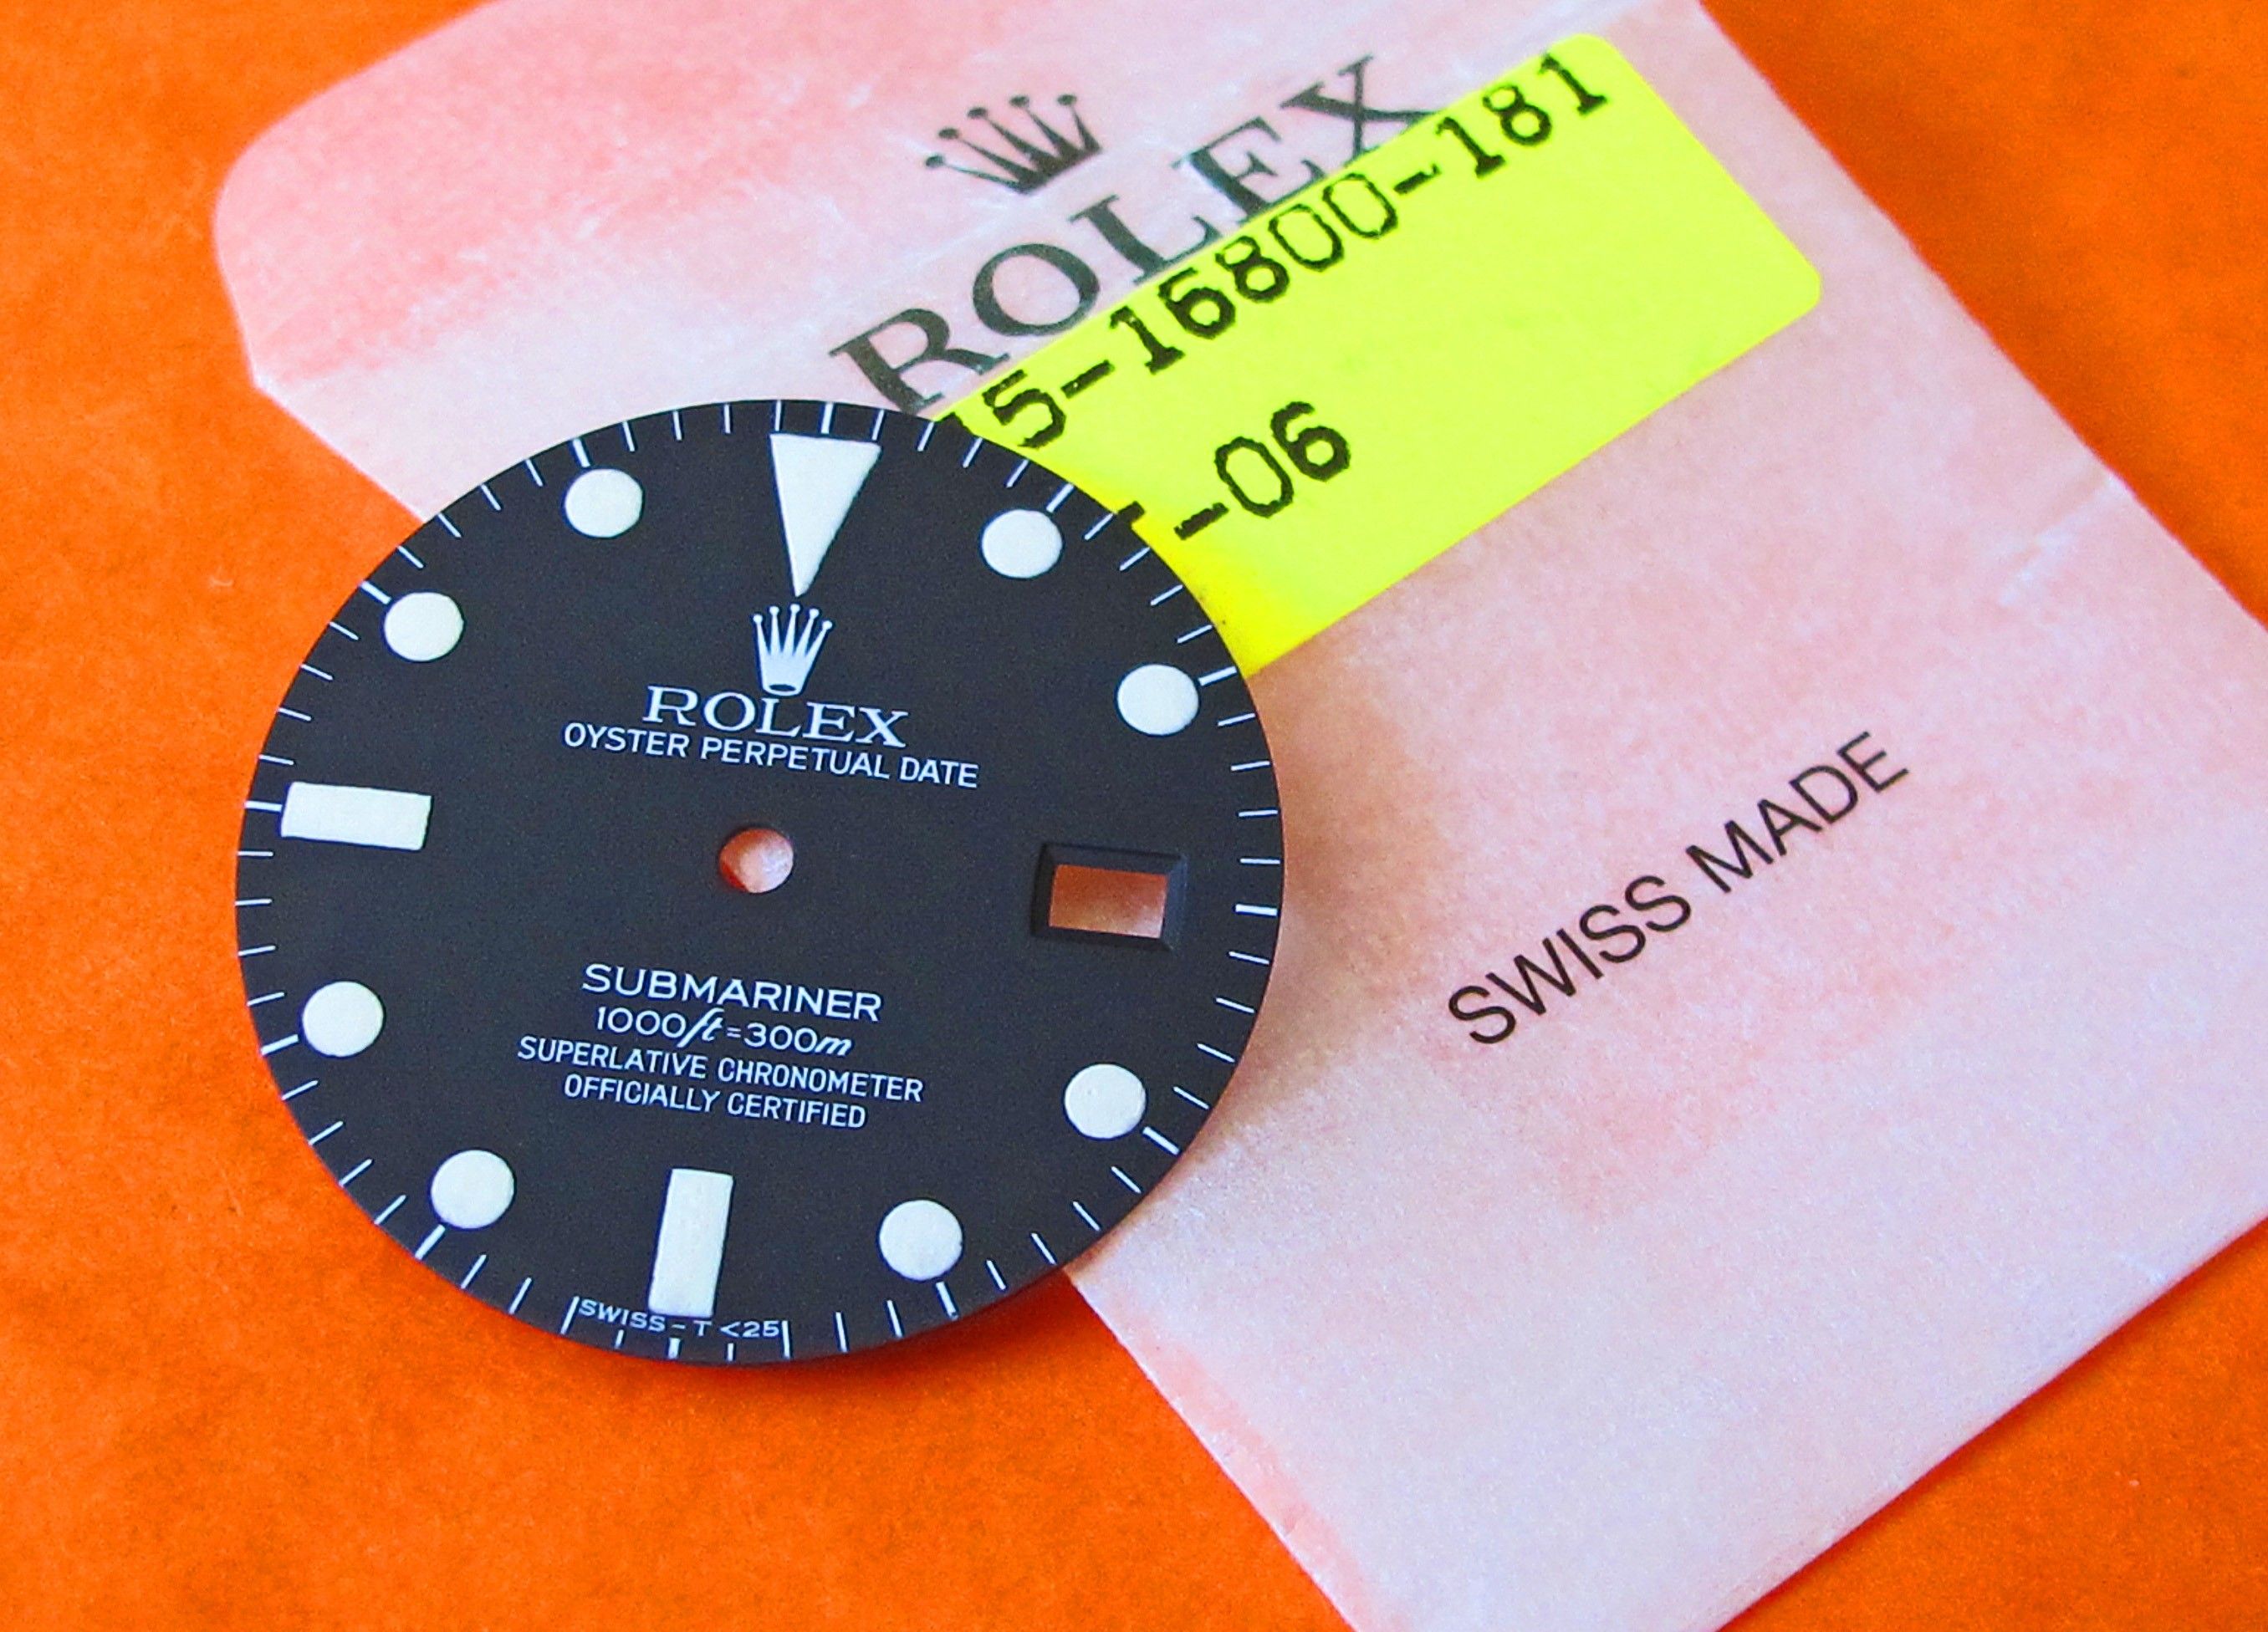 ROLEX
5-16800-181
-06
SWISS MADE
ROLEX
OYSTER PERPETUAL DATE
SUBMARINER
1000ft=300m
SUPERLATIVE CHRONOMETER
OFFICIALLY CERTIFIED
SWISS-T<25